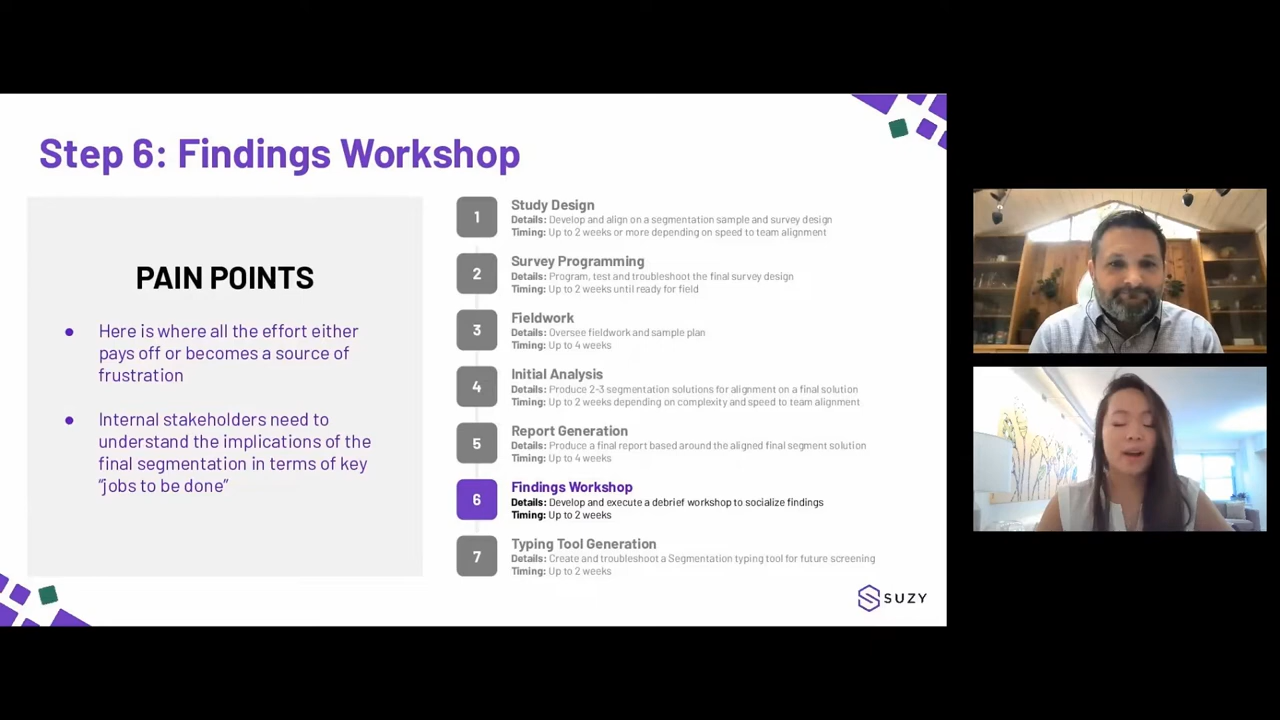 Step 6: Findings Workshop
PAIN POINTS
● Here is where all the effort either
pays off or becomes a source of
frustration
● Internal stakeholders need to
understand the implications of the
final segmentation in terms of key
“jobs to be done”
1
Study Design
Details: Develop and align on a segmentation sample and survey design
Timing: Up to 2 weeks or more depending on speed to team alignment
2
Survey Programming
Details: Program, test and troubleshoot the final survey design
Timing: Up to 2 weeks until ready for field
3
Fieldwork
Details: Oversee fieldwork and sample plan
Timing: Up to 4 weeks
4
Initial Analysis
Details: Produce 2-3 segmentation solutions for alignment on a final solution
Timing: Up to 2 weeks depending on complexity and speed to team alignment
5
Report Generation
Details: Produce a final report based around the aligned final segment solution
Timing: Up to 4 weeks
6
Findings Workshop
Details: Develop and execute a debrief workshop to socialize findings
Timing: Up to 2 weeks
7
Typing Tool Generation
Details: Create and troubleshoot a Segmentation typing tool for future screening
Timing: Up to 2 weeks
SUZY